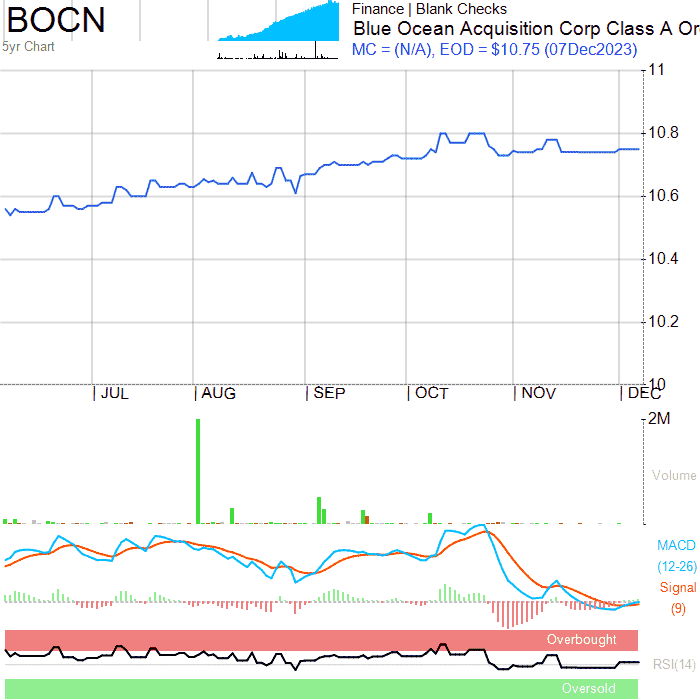 BOCN
5yr Chart
Finance | Blank Checks
Blue Ocean Acquisition Corp Class A Or
MC = (N/A), EOD = $10.75 (07Dec2023)
11
10.8
10.6
10.4
10.2
10
| JUL | AUG | SEP | OCT | NOV | DEC
2M
Volume
MACD
(12-26)
Signal
(9)
Overbought
RSI(14)
Oversold